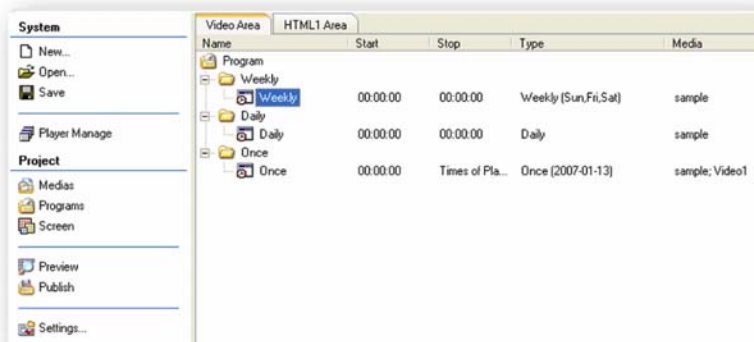 System
New...
Open...
Save
Player Manage
Project
Medias
Programs
Screen
Preview
Publish
Settings...
Video Area HTML1 Area
Name Start Stop Type Media
Program
Weekly
Weekly 00:00:00 00:00:00 Weekly (Sun,Fri,Sat) sample
Daily
Daily 00:00:00 00:00:00 Daily sample
Once
Once 00:00:00 Times of Pla... Once (2007-01-13) sample; Video1